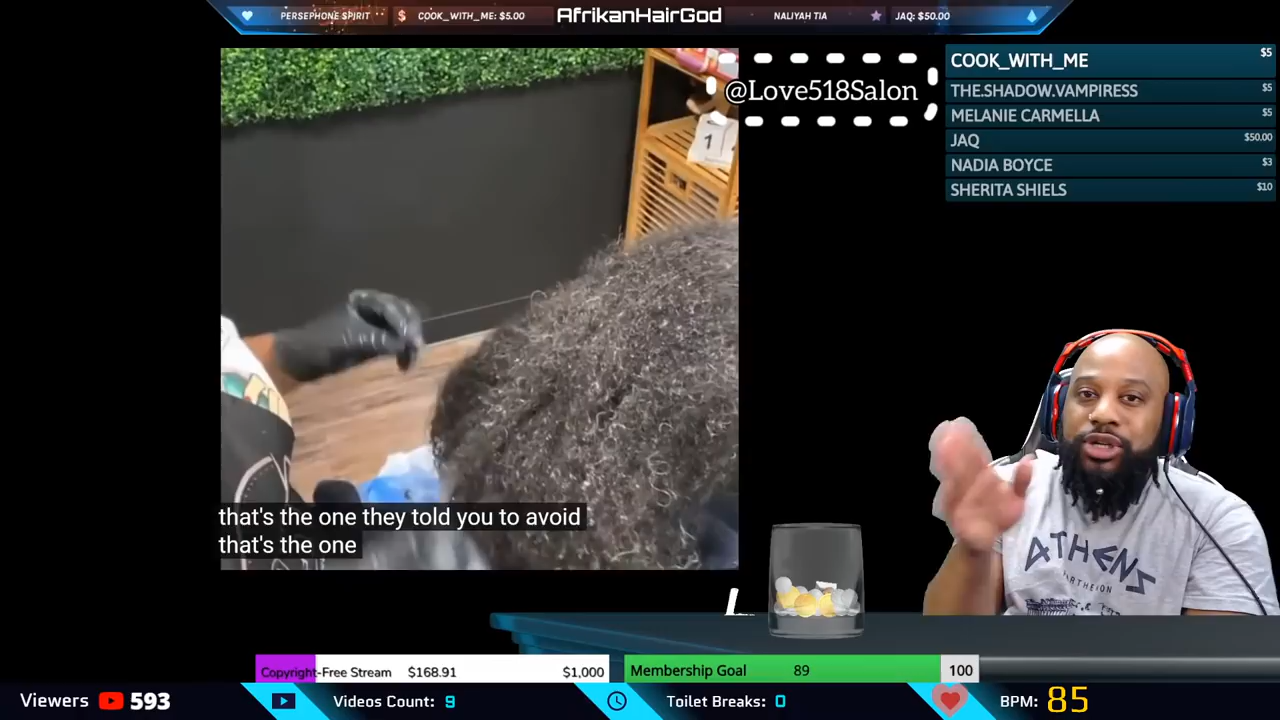 PERSEPHONE SPIRIT
$ COOK_WITH_ME: $5.00
AfrikanHairGod
NALIYAH TIA
JAQ: $50.00
@Love518Salon
1
COOK_WITH_ME $5
THE.SHADOW.VAMPIRESS $5
MELANIE CARMELLA $5
JAQ $50.00
NADIA BOYCE $3
SHERITA SHIELS $10
that's the one they told you to avoid
that's the one
ATHENS
PARTHENON
L
Copyright-Free Stream $168.91 $1,000
Membership Goal 89 100
Viewers 593
Videos Count: 9
Toilet Breaks: 0
BPM: 85